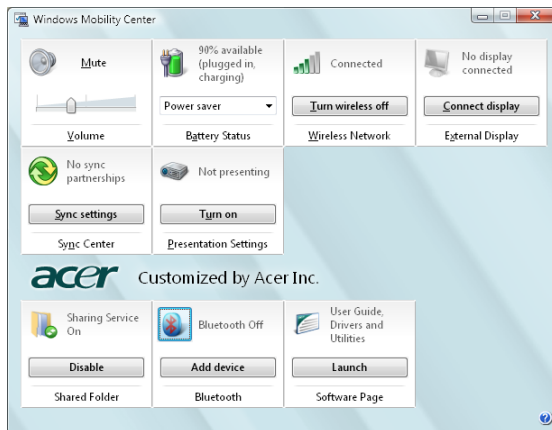 Windows Mobility Center
Mute
Volume
90% available
(plugged in,
charging)
Power saver
Battery Status
Connected
Turn wireless off
Wireless Network
No display
connected
Connect display
External Display
No sync
partnerships
Sync settings
Sync Center
Not presenting
Turn on
Presentation Settings
acer Customized by Acer Inc.
Sharing Service
On
Disable
Shared Folder
Bluetooth Off
Add device
Bluetooth
User Guide,
Drivers and
Utilities
Launch
Software Page